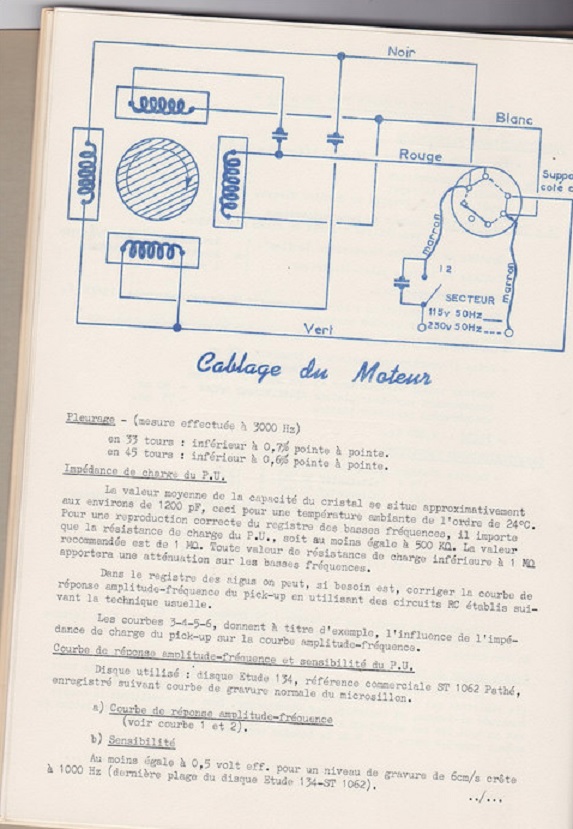 Noir
Blanc
Rouge
Suppo
coté c
marron
marron
I 2
SECTEUR
115v 50Hz
230v 50Hz
Vert
Cablage du Moteur
Pleurage - (mesure effectuée à 3000 Hz)
en 33 tours : inférieur à 0,7% pointe à pointe.
en 45 tours : inférieur à 0,6% pointe à pointe.
Impédance de charge du P.U.
La valeur moyenne de la capacité du cristal se situe approximativement
aux environs de 1200 pF, ceci pour une température ambiante de l'ordre de 24°C.
Pour une reproduction correcte du registre des basses fréquences, il importe
que la résistance de charge du P.U., soit au moins égale à 500 KΩ. La valeur
recommandée est de 1 MΩ. Toute valeur de résistance de charge inférieure à 1 MΩ
apportera une atténuation sur les basses fréquences.
Dans le registre des aigus on peut, si besoin est, corriger la courbe de
réponse amplitude-fréquence du pick-up en utilisant des circuits RC établis sui-
vant la technique usuelle.
Les courbes 3-4-5-6, donnent à titre d'exemple, l'influence de l'impé-
dance de charge du pick-up sur la courbe amplitude-fréquence.
Courbe de réponse amplitude-fréquence et sensibilité du P.U.
Disque utilisé : disque Etude 134, référence commerciale ST 1062 Pathé,
enregistré suivant courbe de gravure normale du microsillon.
a) Courbe de réponse amplitude-fréquence
(voir courbe 1 et 2).
b) Sensibilité
Au moins égale à 0,5 volt eff. pour un niveau de gravure de 6cm/s crête
à 1000 Hz (dernière plage du disque Etude 134-ST 1062).
../...